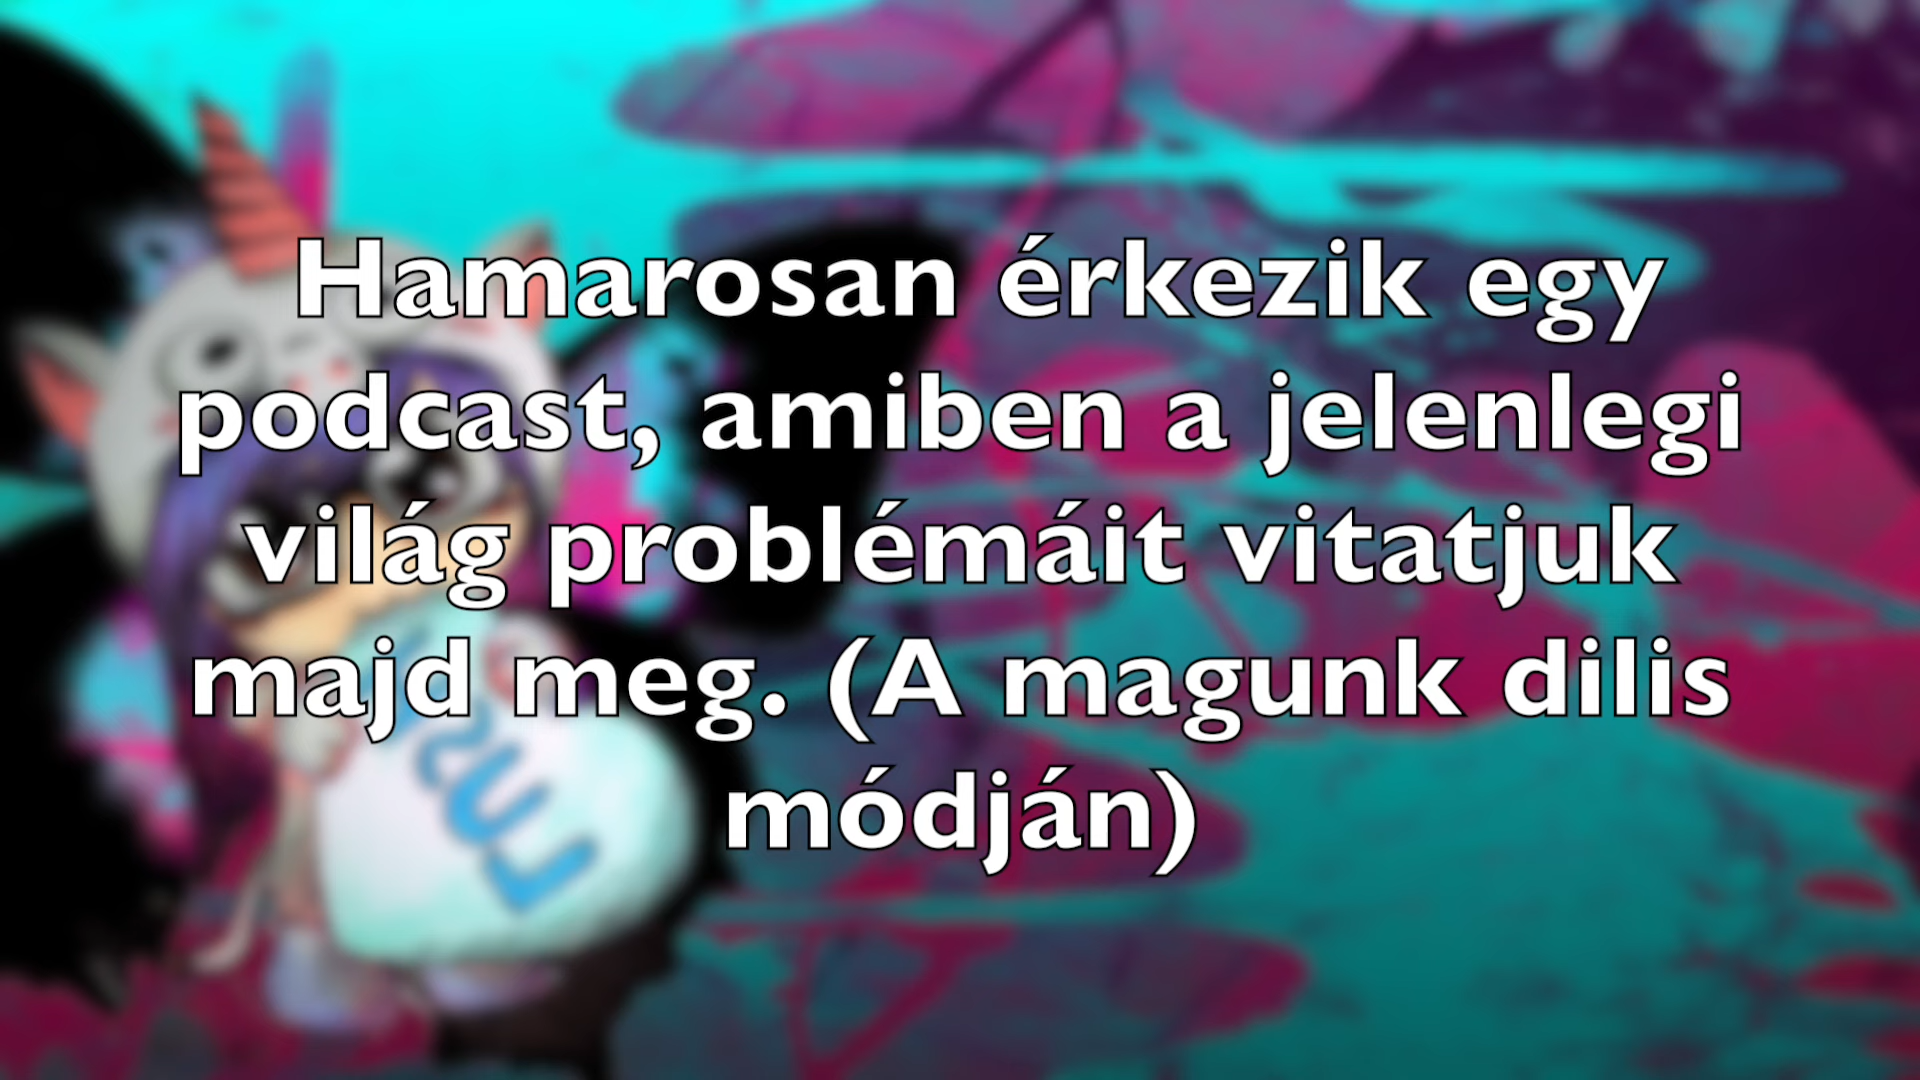 Hamarosan érkezik egy
podcast, amiben a jelenlegi
világ problémáit vitatjuk
majd meg. (A magunk dilis
módján)